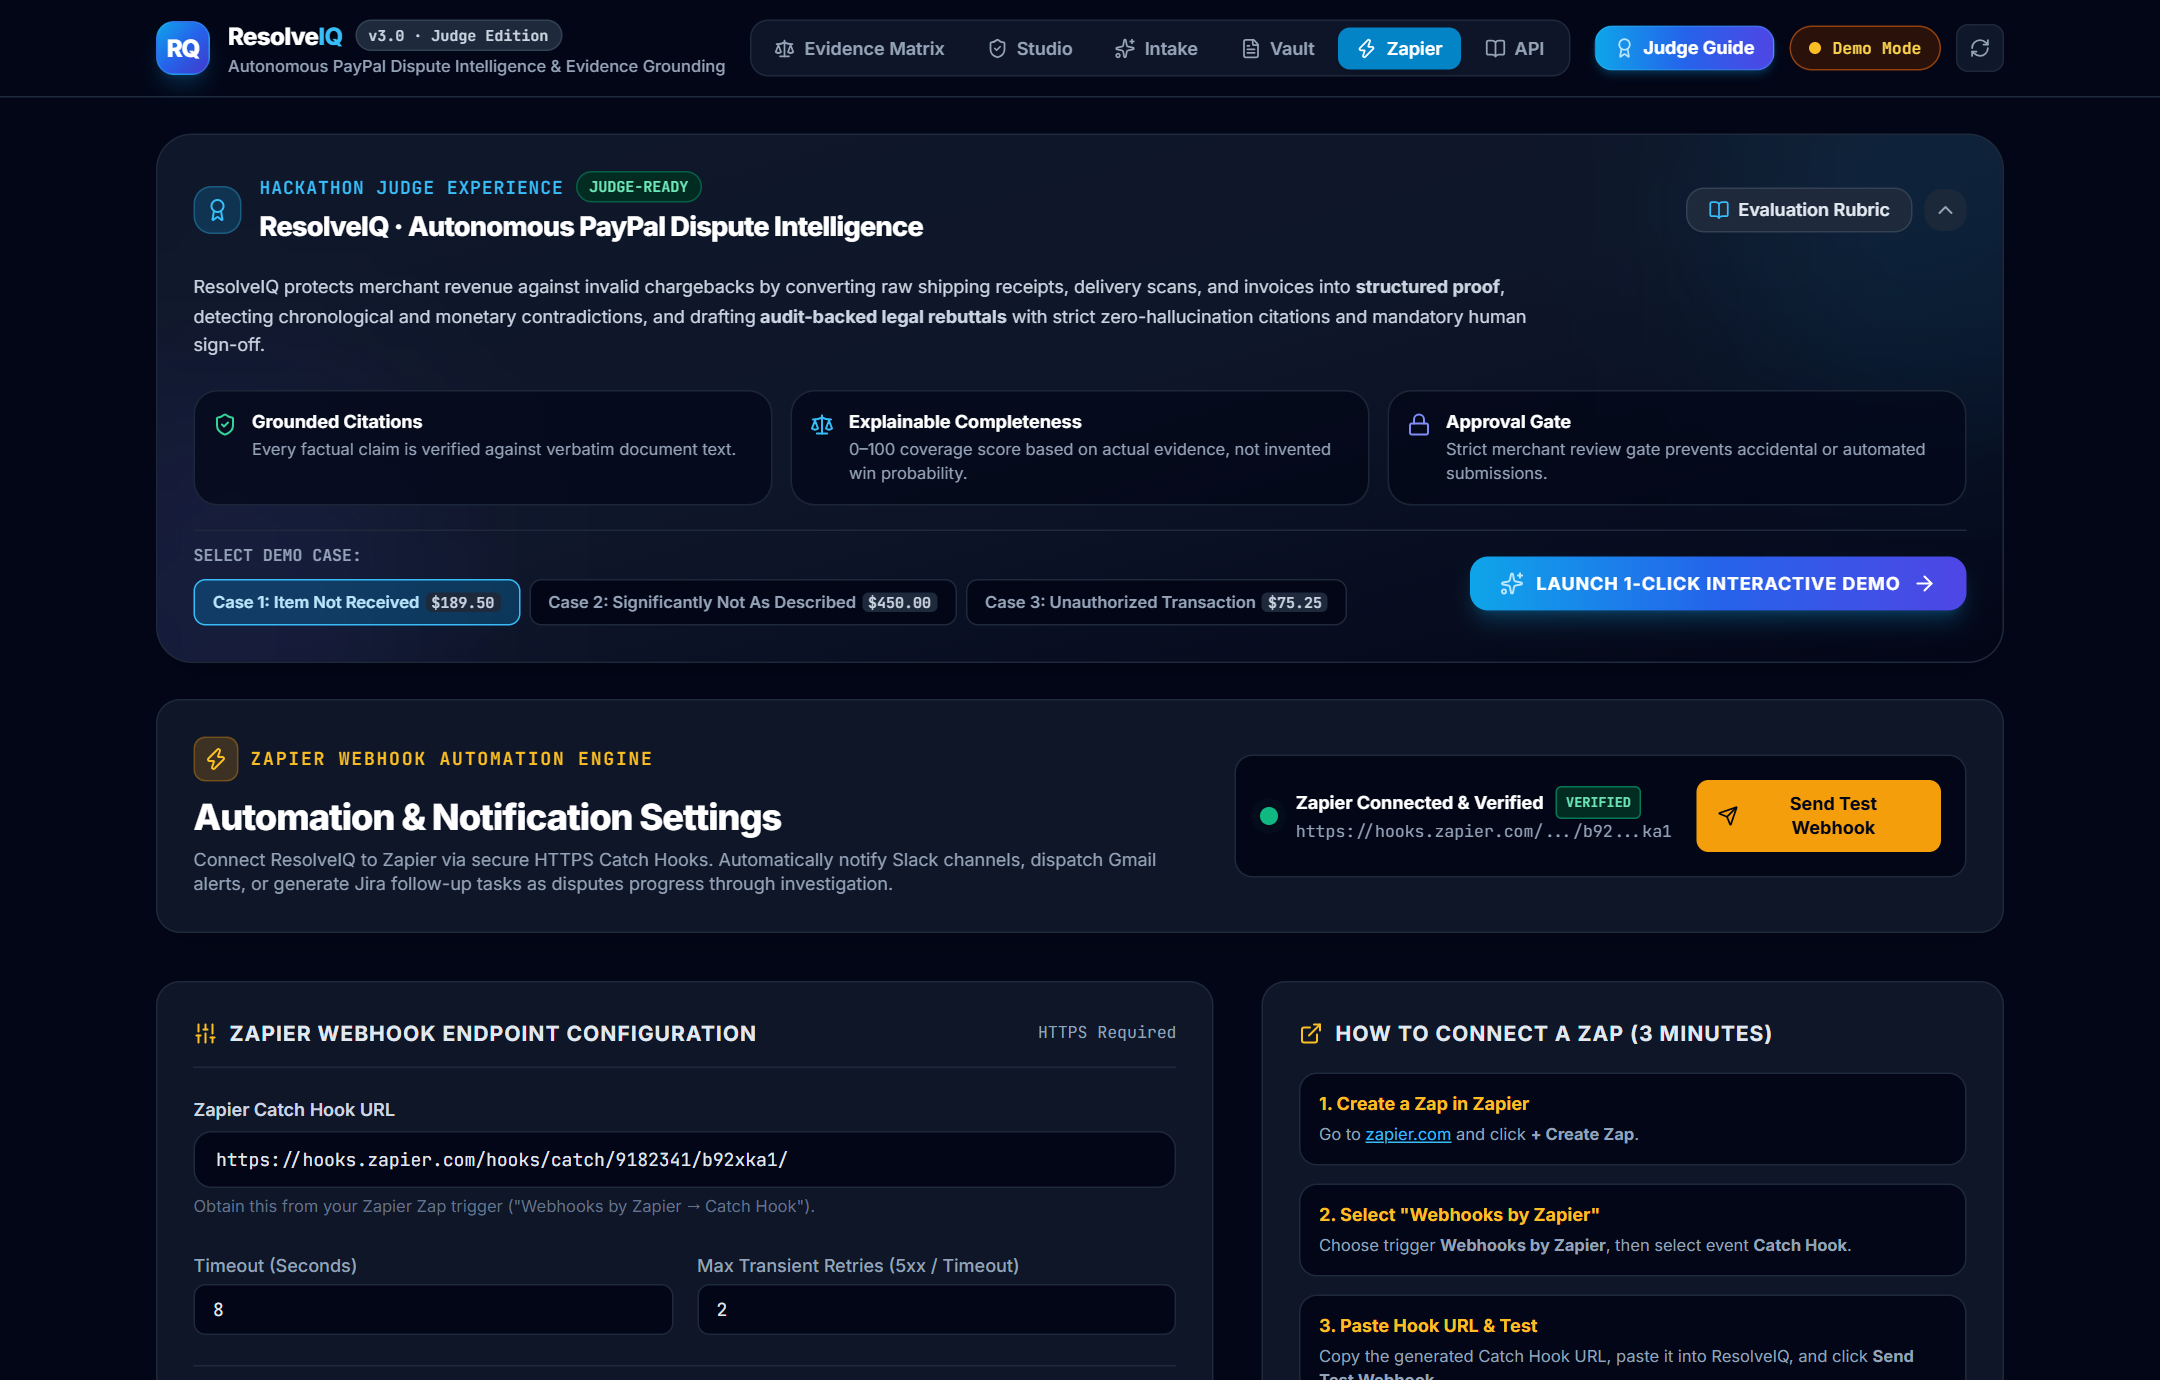 RQ
ResolveIQ v3.0 · Judge Edition
Autonomous PayPal Dispute Intelligence & Evidence Grounding
Evidence Matrix
Studio
Intake
Vault
Zapier
API
Judge Guide
Demo Mode
HACKATHON JUDGE EXPERIENCE JUDGE-READY
ResolveIQ · Autonomous PayPal Dispute Intelligence
Evaluation Rubric
ResolveIQ protects merchant revenue against invalid chargebacks by converting raw shipping receipts, delivery scans, and invoices into structured proof,
detecting chronological and monetary contradictions, and drafting audit-backed legal rebuttals with strict zero-hallucination citations and mandatory human
sign-off.
Grounded Citations
Every factual claim is verified against verbatim document text.
Explainable Completeness
0–100 coverage score based on actual evidence, not invented
win probability.
Approval Gate
Strict merchant review gate prevents accidental or automated
submissions.
SELECT DEMO CASE:
Case 1: Item Not Received $189.50
Case 2: Significantly Not As Described $450.00
Case 3: Unauthorized Transaction $75.25
LAUNCH 1-CLICK INTERACTIVE DEMO →
ZAPIER WEBHOOK AUTOMATION ENGINE
Automation & Notification Settings
Connect ResolveIQ to Zapier via secure HTTPS Catch Hooks. Automatically notify Slack channels, dispatch Gmail
alerts, or generate Jira follow-up tasks as disputes progress through investigation.
Zapier Connected & Verified VERIFIED
https://hooks.zapier.com/.../b92...ka1
Send Test
Webhook
ZAPIER WEBHOOK ENDPOINT CONFIGURATION
HTTPS Required
Zapier Catch Hook URL
https://hooks.zapier.com/hooks/catch/9182341/b92xka1/
Obtain this from your Zapier Zap trigger ("Webhooks by Zapier → Catch Hook").
Timeout (Seconds)
8
Max Transient Retries (5xx / Timeout)
2
HOW TO CONNECT A ZAP (3 MINUTES)
1. Create a Zap in Zapier
Go to zapier.com and click + Create Zap.
2. Select "Webhooks by Zapier"
Choose trigger Webhooks by Zapier, then select event Catch Hook.
3. Paste Hook URL & Test
Copy the generated Catch Hook URL, paste it into ResolveIQ, and click Send
Test Webhook